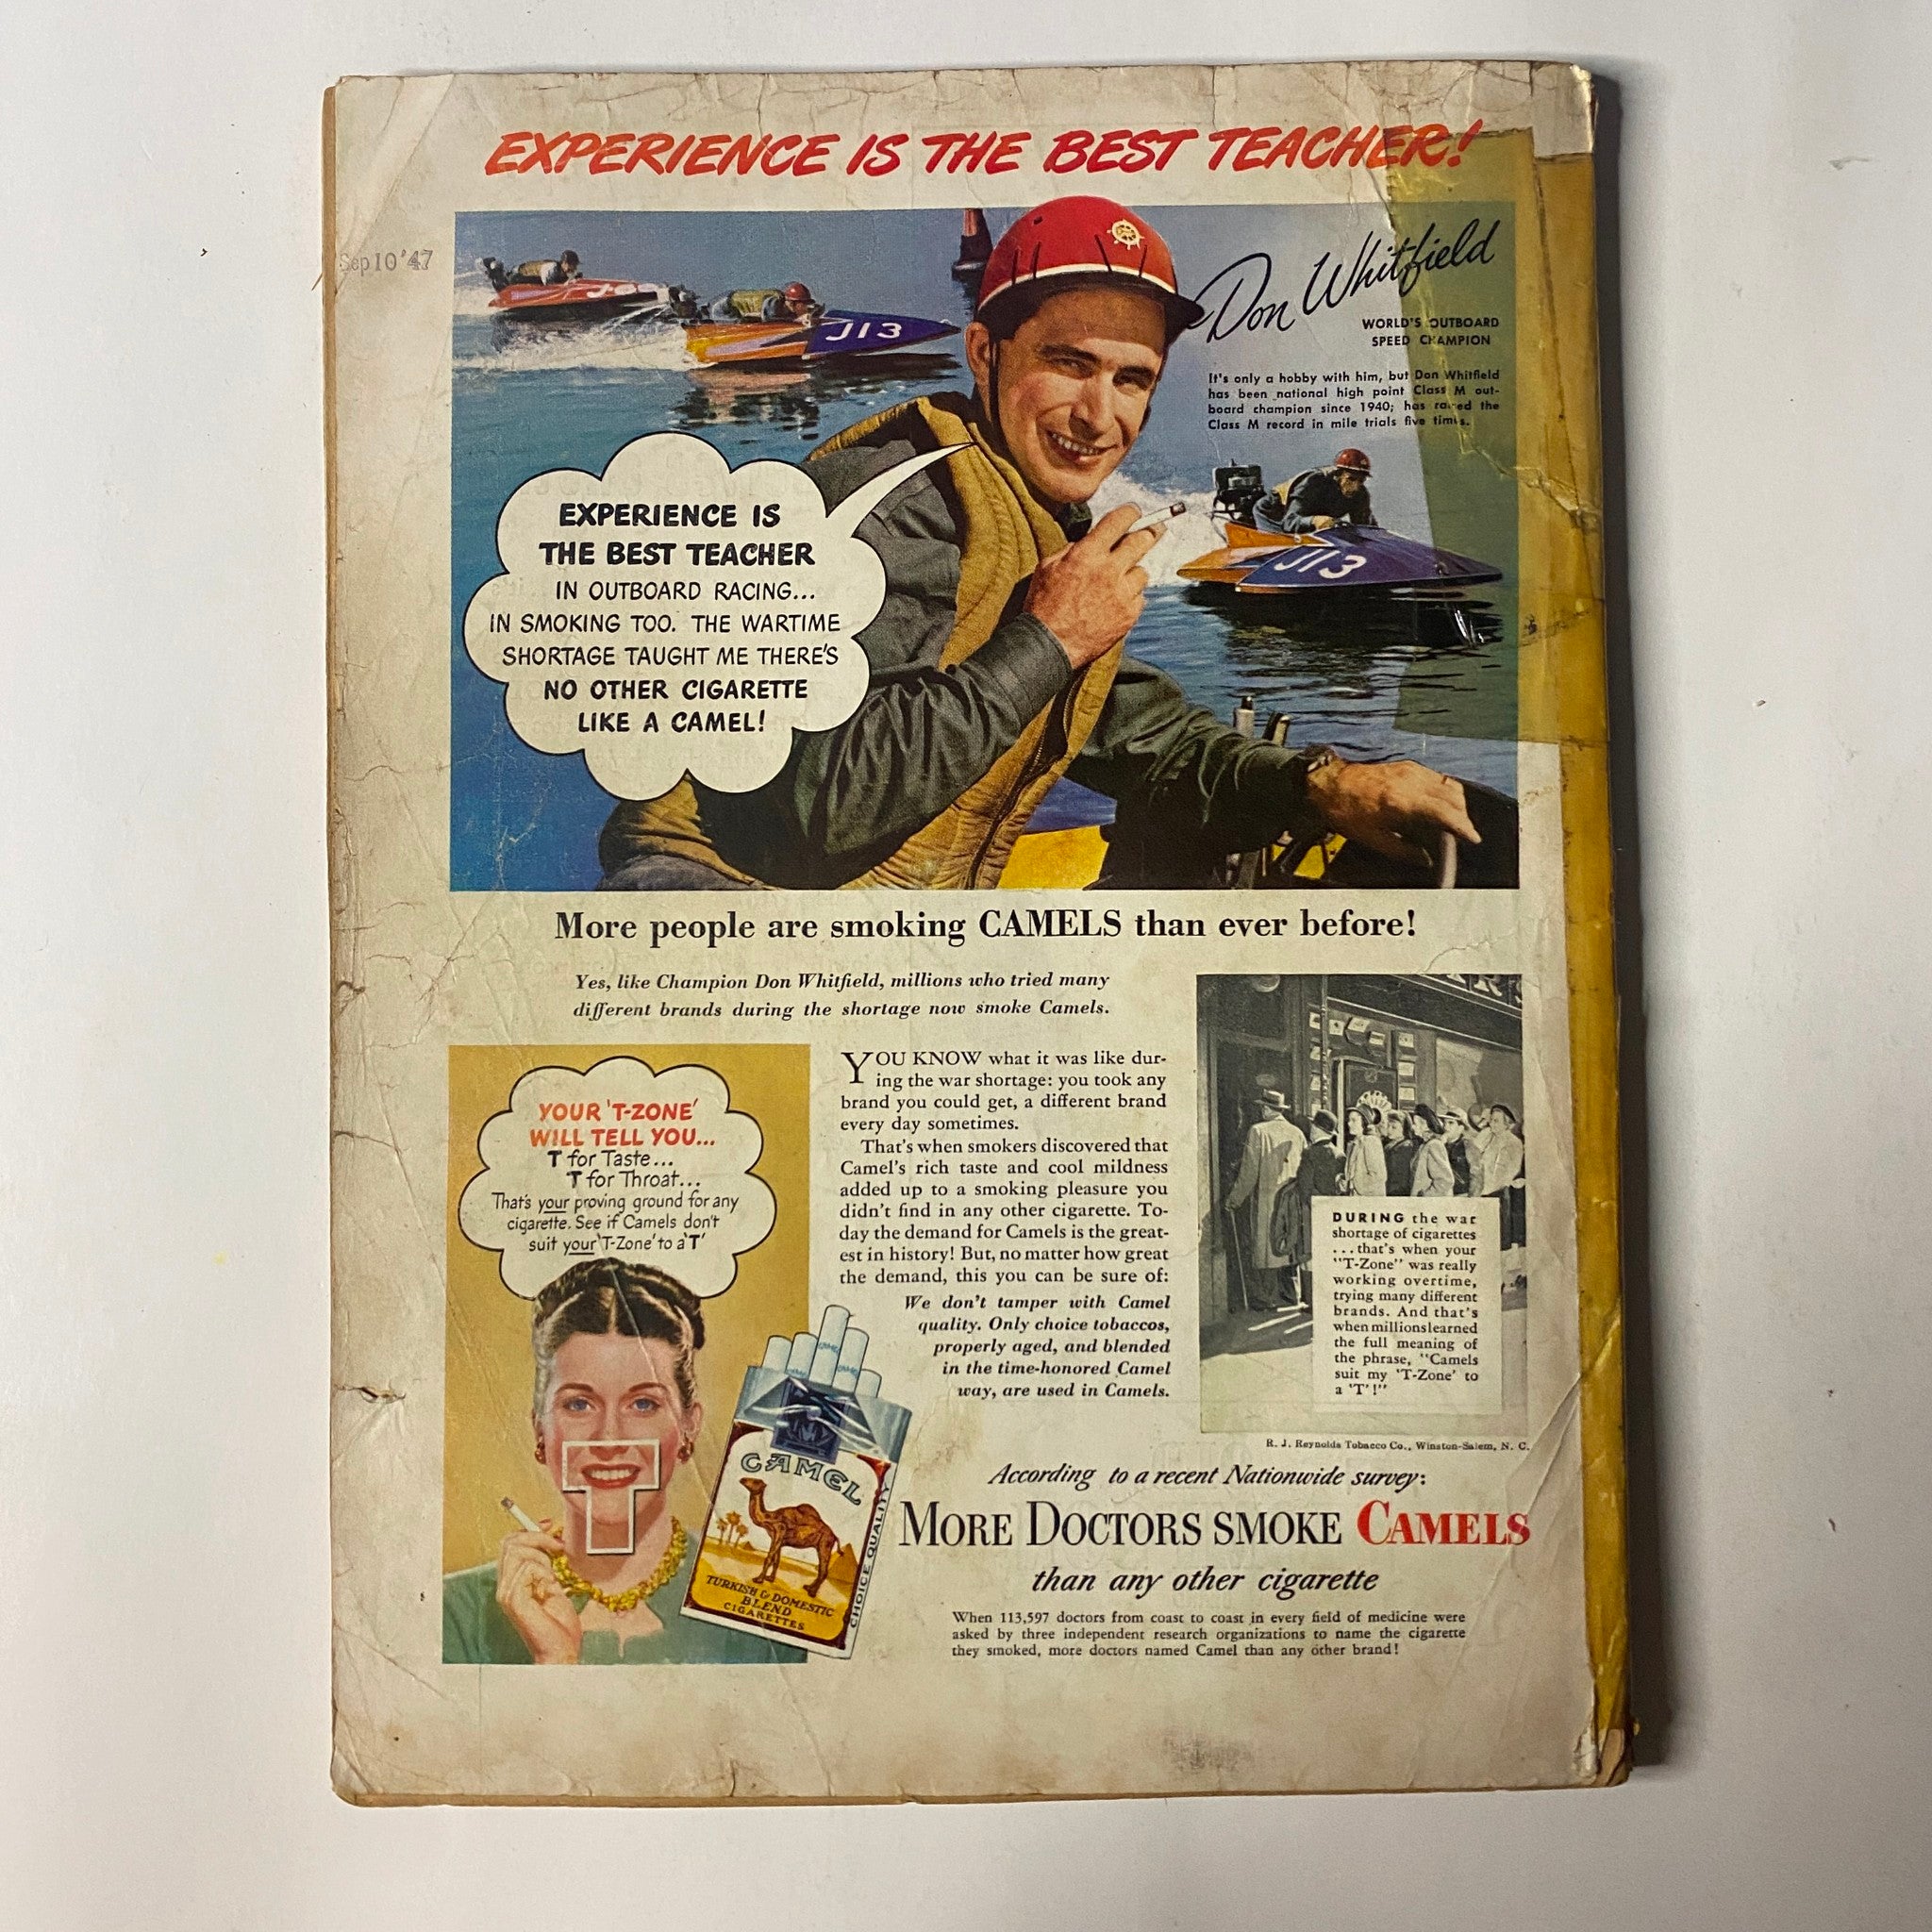 EXPERIENCE IS THE BEST TEACHER!
Sep 10 '47
Don Whitfield
WORLD'S OUTBOARD
SPEED CHAMPION
It's only a hobby with him, but Don Whitfield
has been national high point Class M out-
board champion since 1940; has raised the
Class M record in mile trials five times.
J13
EXPERIENCE IS
THE BEST TEACHER
IN OUTBOARD RACING...
IN SMOKING TOO. THE WARTIME
SHORTAGE TAUGHT ME THERE'S
NO OTHER CIGARETTE
LIKE A CAMEL!
J13
More people are smoking CAMELS than ever before!
Yes, like Champion Don Whitfield, millions who tried many
different brands during the shortage now smoke Camels.
YOUR 'T-ZONE'
WILL TELL YOU...
T for Taste...
T for Throat...
That's your proving ground for any
cigarette. See if Camels don't
suit your 'T-Zone' to a 'T'
T
YOU KNOW what it was like dur-
ing the war shortage: you took any
brand you could get, a different brand
every day sometimes.
That's when smokers discovered that
Camel's rich taste and cool mildness
added up to a smoking pleasure you
didn't find in any other cigarette. To-
day the demand for Camels is the great-
est in history! But, no matter how great
the demand, this you can be sure of:
We don't tamper with Camel
quality. Only choice tobaccos,
properly aged, and blended
in the time-honored Camel
way, are used in Camels.
CAMEL
TURKISH & DOMESTIC
BLEND
CIGARETTES
CHOICE QUALITY
DURING the war
shortage of cigarettes
...that's when your
"T-Zone" was really
working overtime,
trying many different
brands. And that's
when millions learned
the full meaning of
the phrase, "Camels
suit my 'T-Zone' to
a 'T'!"
R. J. Reynolds Tobacco Co., Winston-Salem, N. C.
According to a recent Nationwide survey:
MORE DOCTORS SMOKE CAMELS
than any other cigarette
When 113,597 doctors from coast to coast in every field of medicine were
asked by three independent research organizations to name the cigarette
they smoked, more doctors named Camel than any other brand!